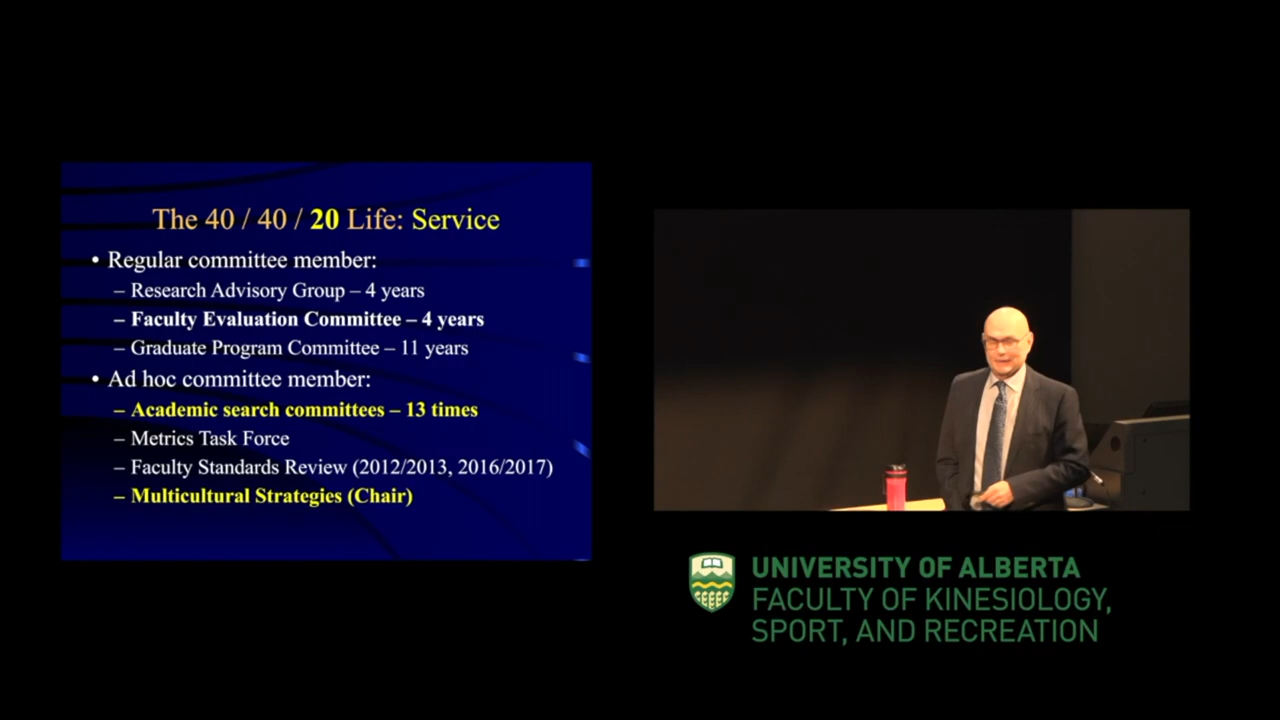 The 40 / 40 / 20 Life: Service
• Regular committee member:
– Research Advisory Group – 4 years
– Faculty Evaluation Committee – 4 years
– Graduate Program Committee – 11 years
• Ad hoc committee member:
– Academic search committees – 13 times
– Metrics Task Force
– Faculty Standards Review (2012/2013, 2016/2017)
– Multicultural Strategies (Chair)
UNIVERSITY OF ALBERTA
FACULTY OF KINESIOLOGY,
SPORT, AND RECREATION